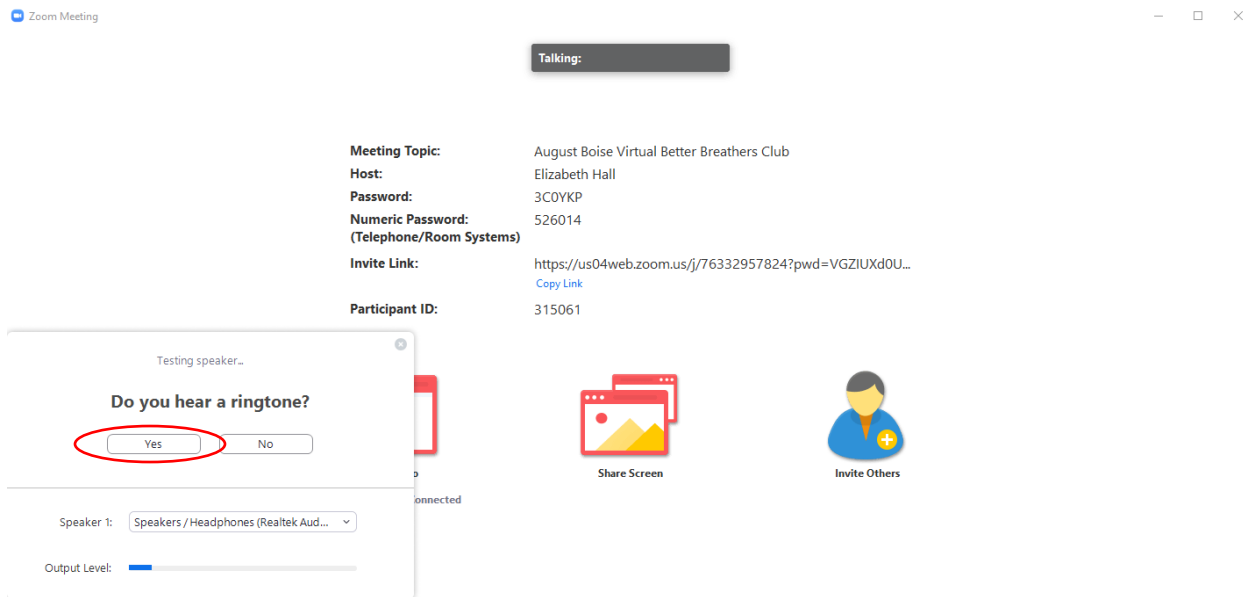 Zoom Meeting
Talking:
Meeting Topic: August Boise Virtual Better Breathers Club
Host: Elizabeth Hall
Password: 3C0YKP
Numeric Password: 526014
(Telephone/Room Systems)
Invite Link: https://us04web.zoom.us/j/76332957824?pwd=VGZIUXd0U...
Copy Link
Participant ID: 315061
Testing speaker...
Do you hear a ringtone?
Yes No
Share Screen
Invite Others
onnected
Speaker 1: Speakers / Headphones (Realtek Aud...
Output Level: